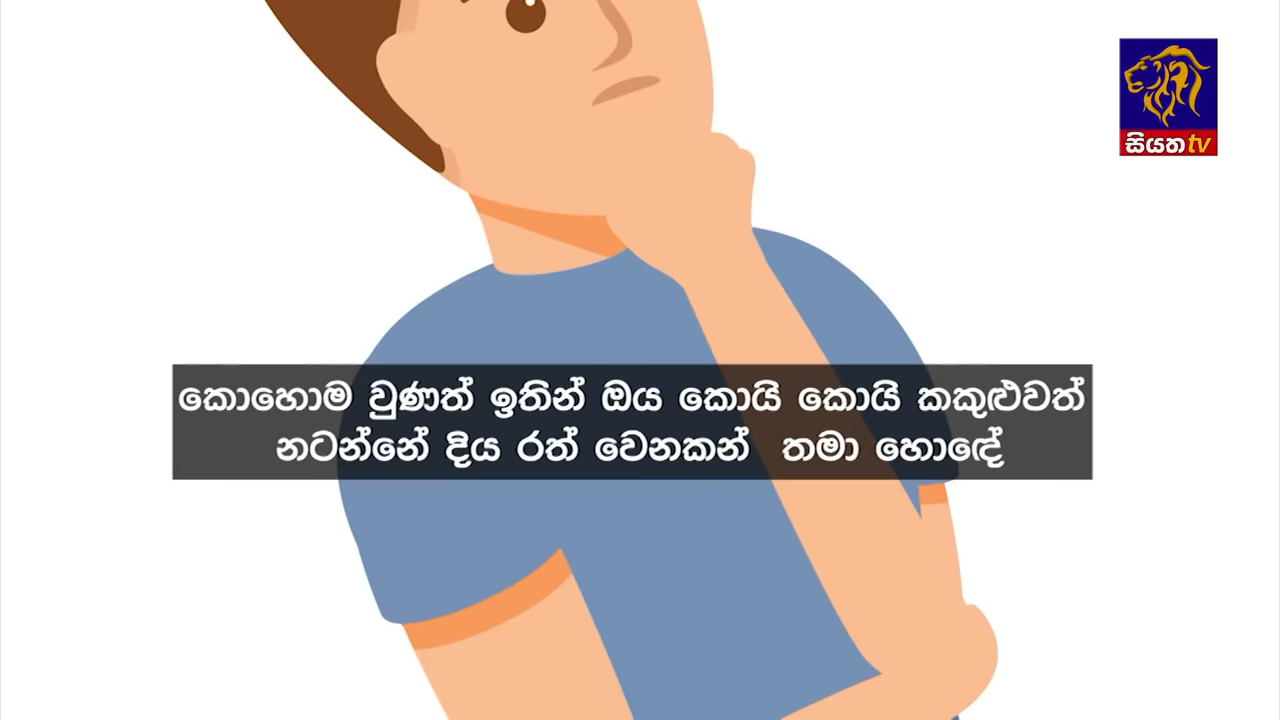 සියත tv
කොහොම වුණත් ඉතින් ඔය කොයි කොයි කකුළුවත්
නටන්නේ දිය රත් වෙනකන් තමා හොඳේ